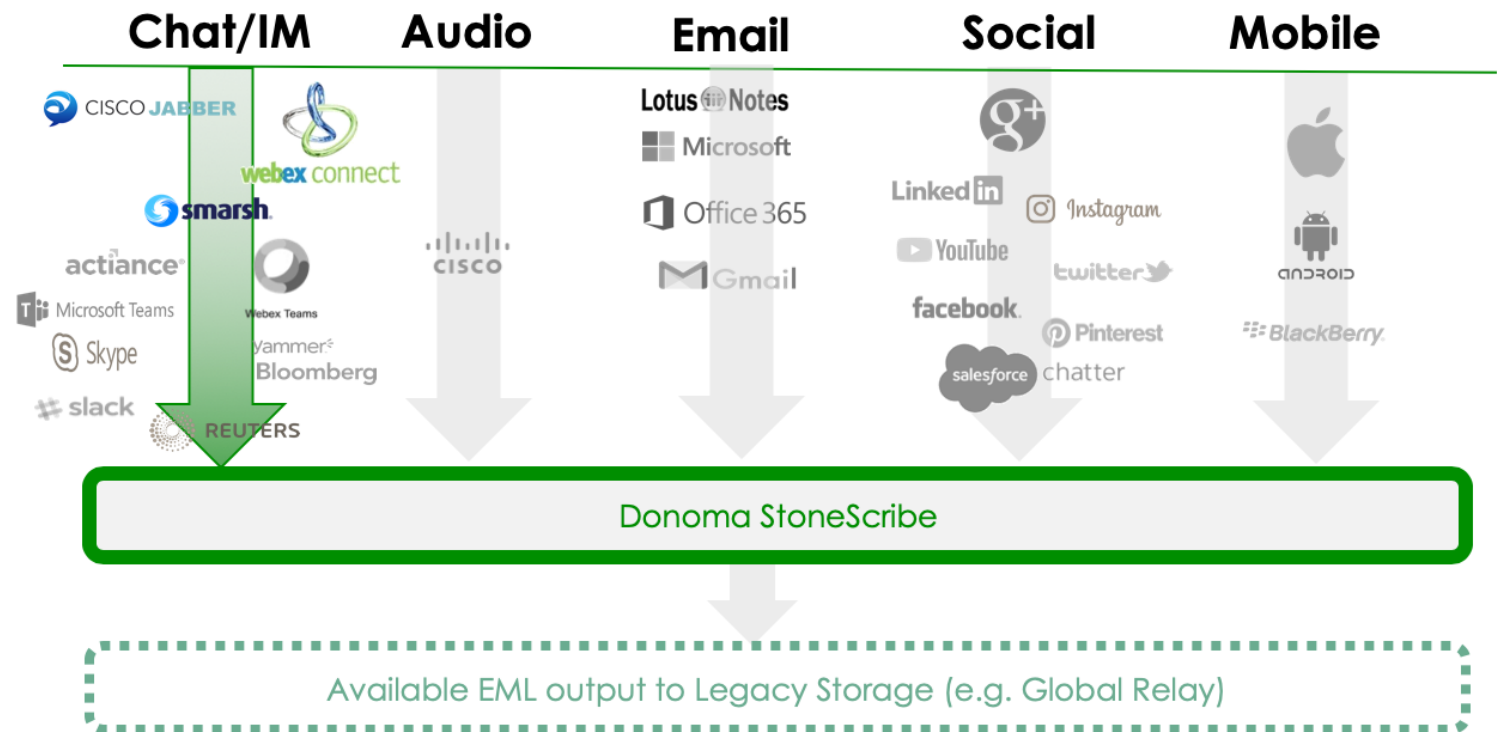 Chat/IM
Audio
Email
Social
Mobile
CISCO JABBER
webex connect
smarsh.
actiance®
Webex Teams
Microsoft Teams
Skype
yammer
Bloomberg
slack
REUTERS
CISCO
Lotus Notes
Microsoft
Office 365
Gmail
g+
Linked in
Instagram
YouTube
twitter
facebook.
Pinterest
salesforce chatter
ANDROID
BlackBerry.
Donoma StoneScribe
Available EML output to Legacy Storage (e.g. Global Relay)